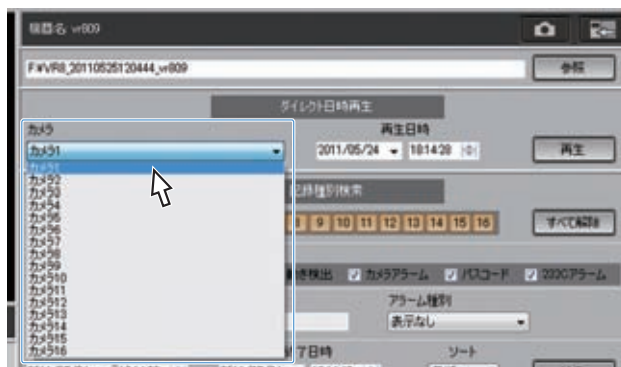 機器名 vr809
F:¥VR8_20110525120444_vr809
参照
ダイレクト日時再生
カメラ
再生日時
カメラ1
2011/05/24
18:14:28
再生
カメラ1
カメラ2
カメラ3
カメラ4
カメラ5
カメラ6
カメラ7
カメラ8
カメラ9
カメラ10
カメラ11
カメラ12
カメラ13
カメラ14
カメラ15
カメラ16
記録種別検索
8 9 10 11 12 13 14 15 16
すべて解除
動き検出 カメラアラーム パスコード 232Cアラーム
アラーム種別
表示なし
了日時
ソート